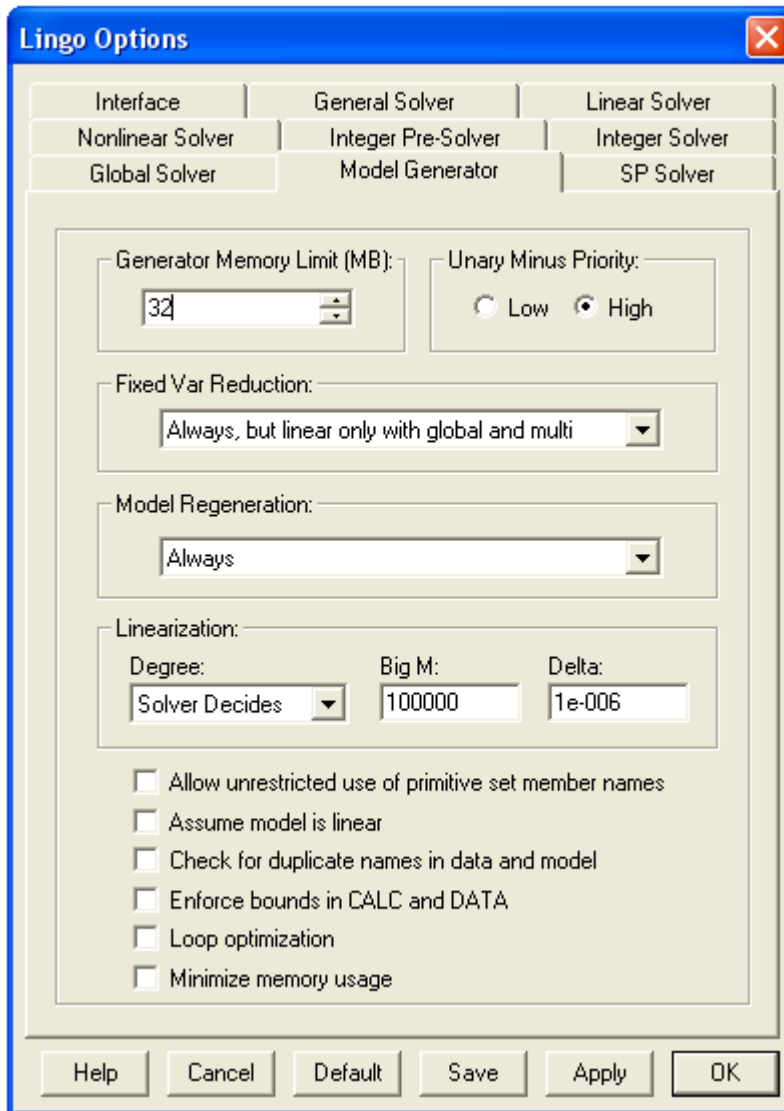 Lingo Options
Interface General Solver Linear Solver
Nonlinear Solver Integer Pre-Solver Integer Solver
Global Solver Model Generator SP Solver
Generator Memory Limit (MB): Unary Minus Priority:
32 Low High
Fixed Var Reduction:
Always, but linear only with global and multi
Model Regeneration:
Always
Linearization:
Degree: Big M: Delta:
Solver Decides 100000 1e-006
Allow unrestricted use of primitive set member names
Assume model is linear
Check for duplicate names in data and model
Enforce bounds in CALC and DATA
Loop optimization
Minimize memory usage
Help Cancel Default Save Apply OK